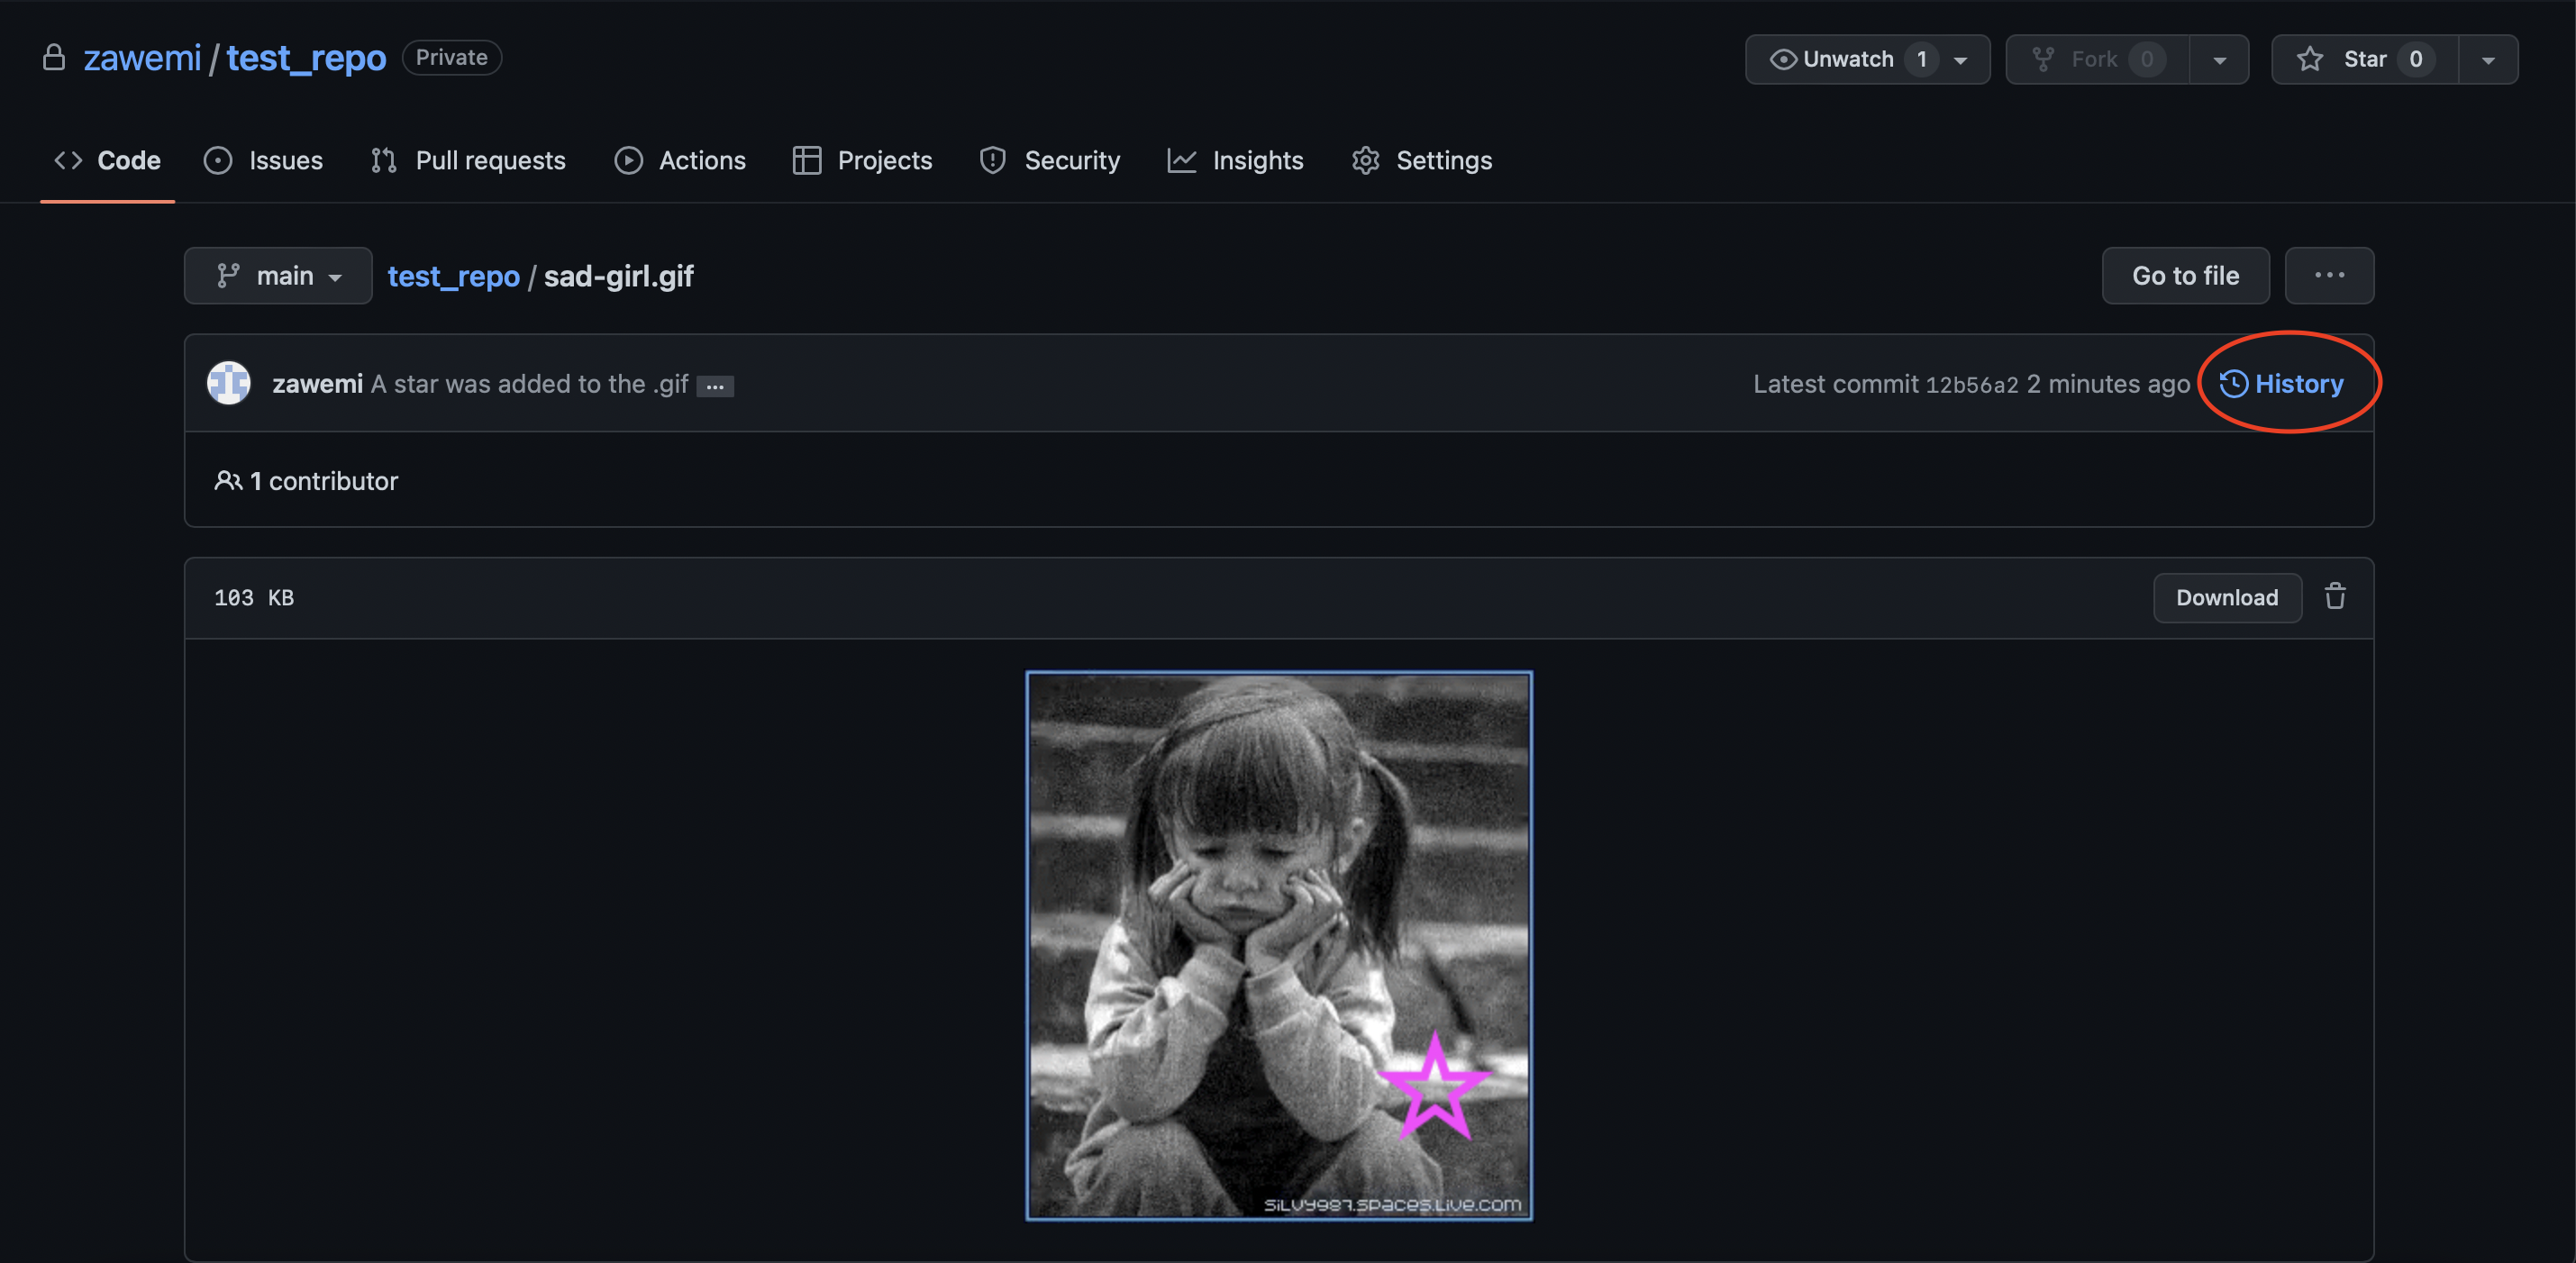 zawemi / test_repo Private Unwatch 1 Fork 0 Star 0
Code Issues Pull requests Actions Projects Security Insights Settings
main test_repo / sad-girl.gif Go to file ...
zawemi A star was added to the .gif ... Latest commit 12b56a2 2 minutes ago History
1 contributor
103 KB Download
SiLVY987.SPACES.LiVE.COM